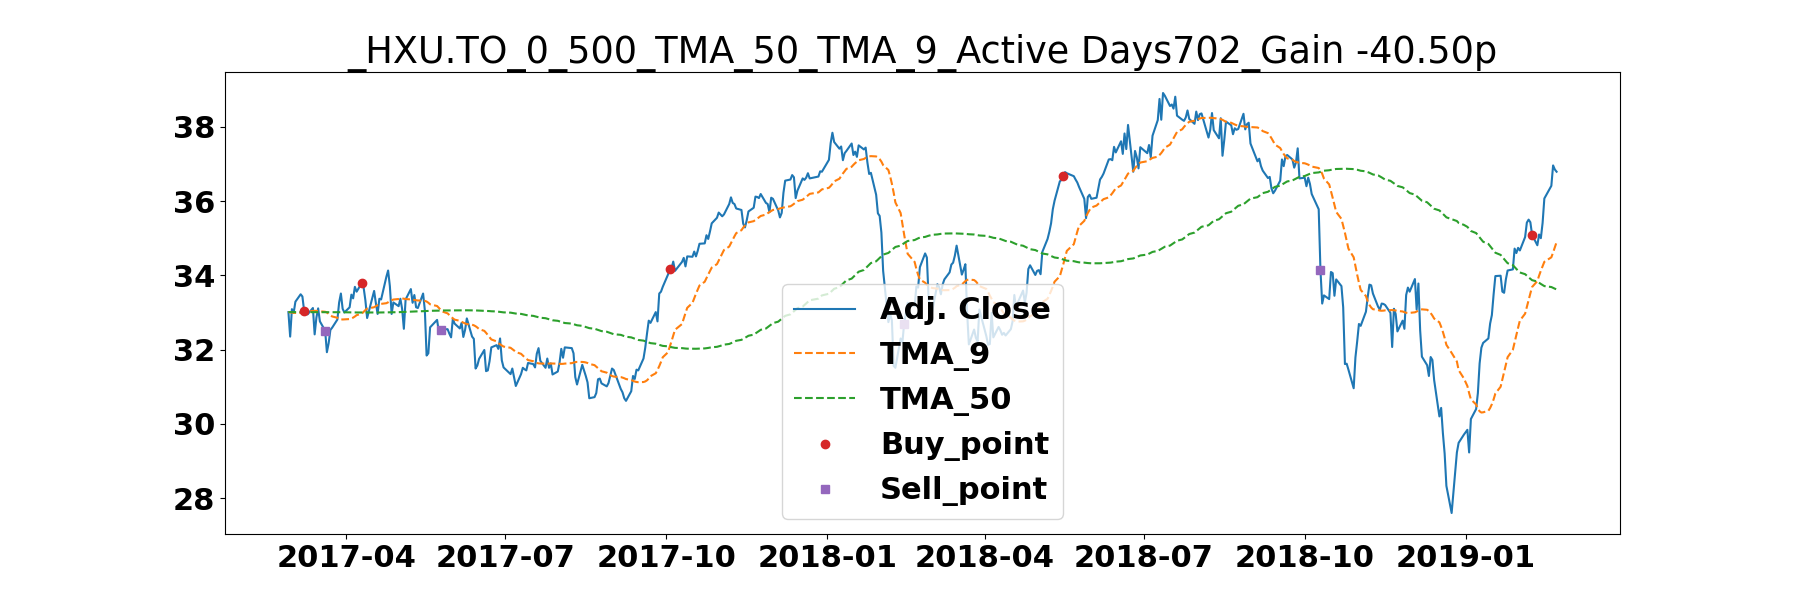 _HXU.TO_0_500_TMA_50_TMA_9_Active Days702_Gain -40.50p
38
36
34
32
30
28
Adj. Close
TMA_9
TMA_50
Buy_point
Sell_point
2017-04 2017-07 2017-10 2018-01 2018-04 2018-07 2018-10 2019-01